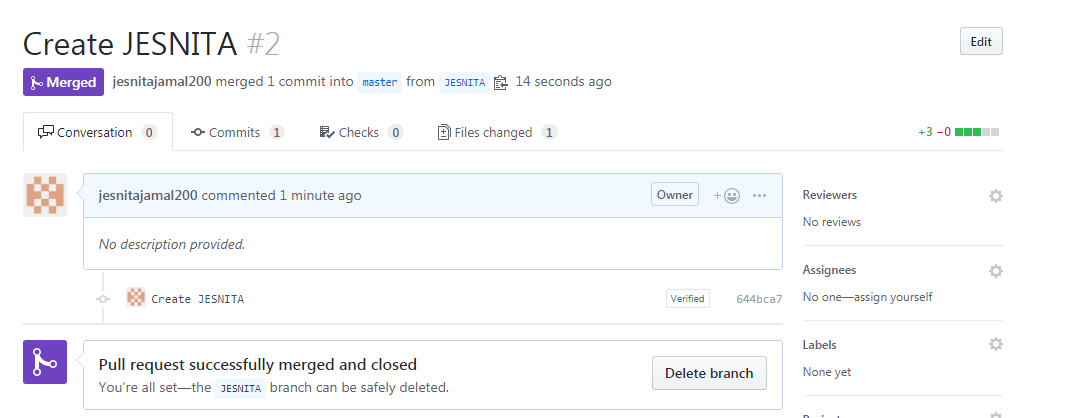 Create JESNITA #2
Edit
Merged jesnitajamal200 merged 1 commit into master from JESNITA 14 seconds ago
Conversation 0 Commits 1 Checks 0 Files changed 1 +3 −0
jesnitajamal200 commented 1 minute ago Owner + ···
No description provided.
Create JESNITA Verified 644bca7
Pull request successfully merged and closed
You're all set—the JESNITA branch can be safely deleted.
Delete branch
Reviewers
No reviews
Assignees
No one—assign yourself
Labels
None yet